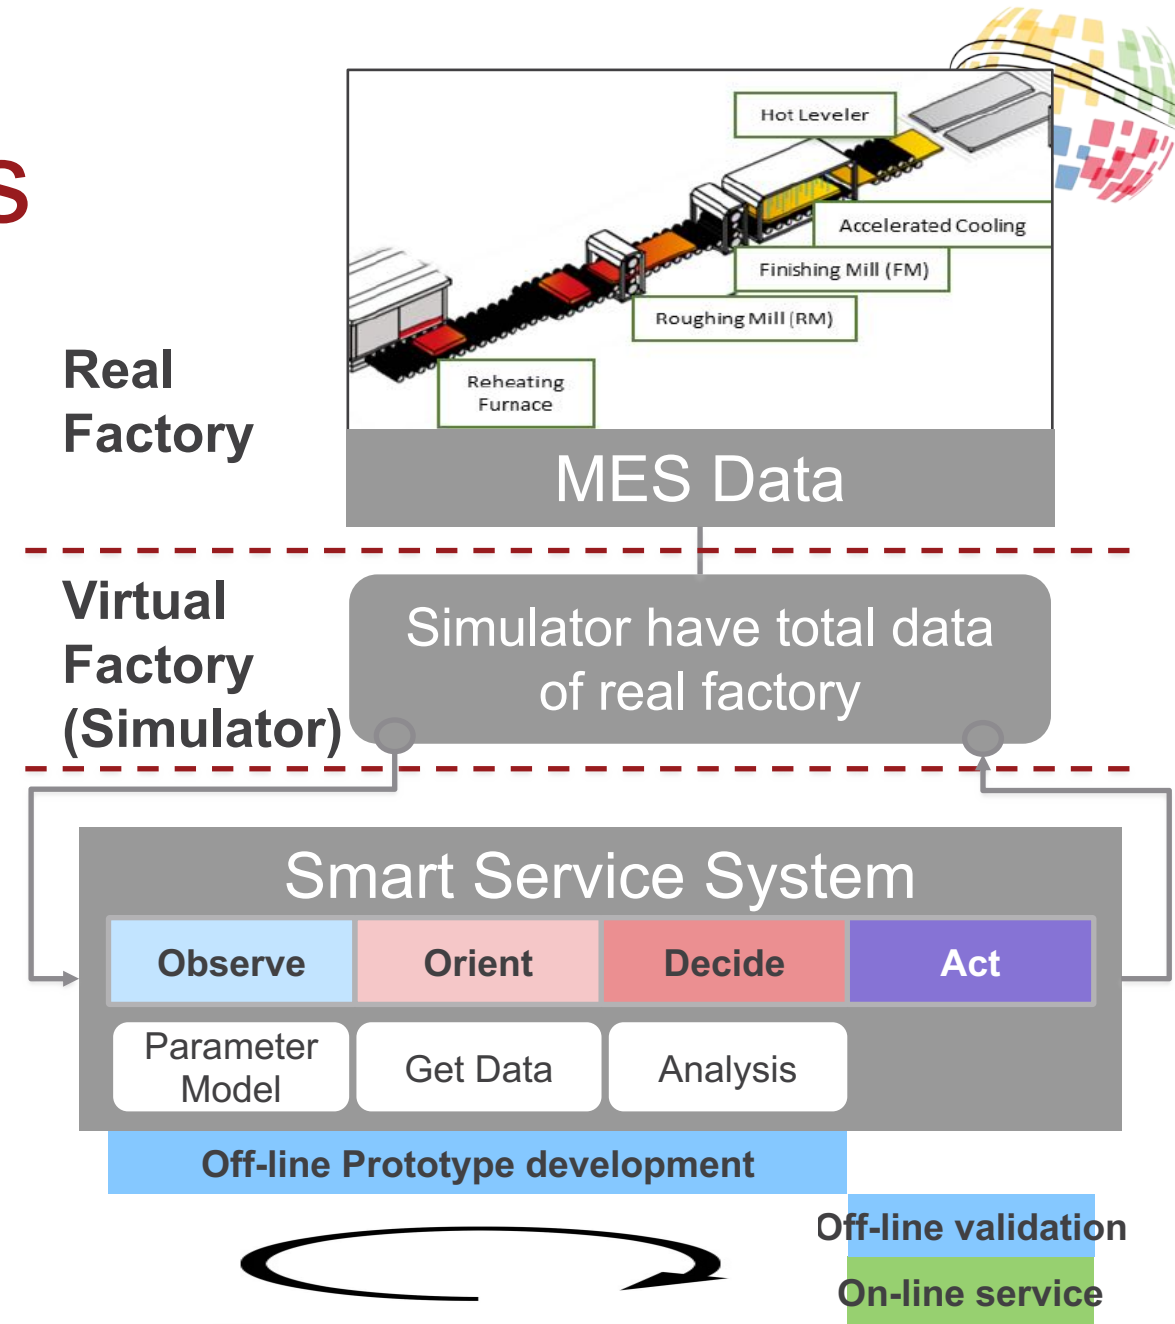 s
Hot Leveler
Accelerated Cooling
Finishing Mill (FM)
Roughing Mill (RM)
Reheating
Furnace
Real
Factory
MES Data
Virtual
Factory
(Simulator)
Simulator have total data
of real factory
Smart Service System
Observe
Orient
Decide
Act
Parameter
Model
Get Data
Analysis
Off-line Prototype development
Off-line validation
On-line service